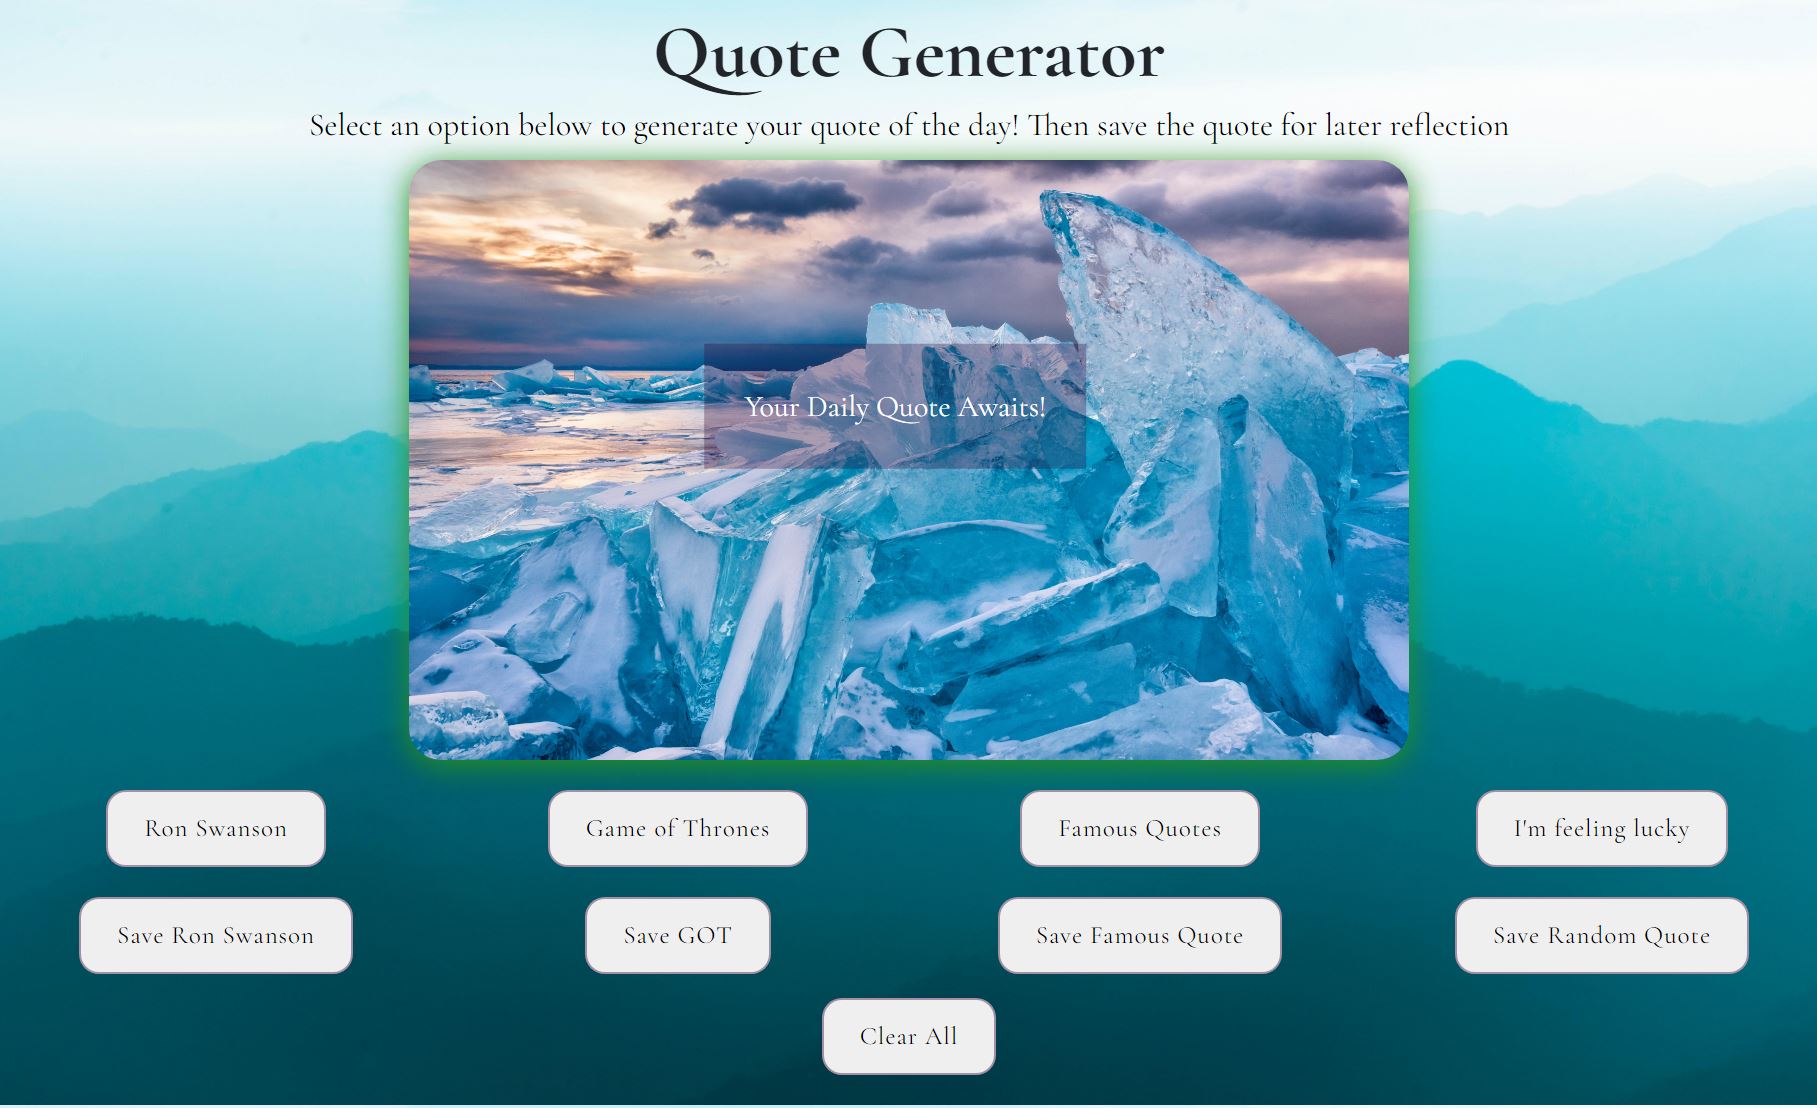 Quote Generator
Select an option below to generate your quote of the day! Then save the quote for later reflection
Your Daily Quote Awaits!
Ron Swanson
Game of Thrones
Famous Quotes
I'm feeling lucky
Save Ron Swanson
Save GOT
Save Famous Quote
Save Random Quote
Clear All